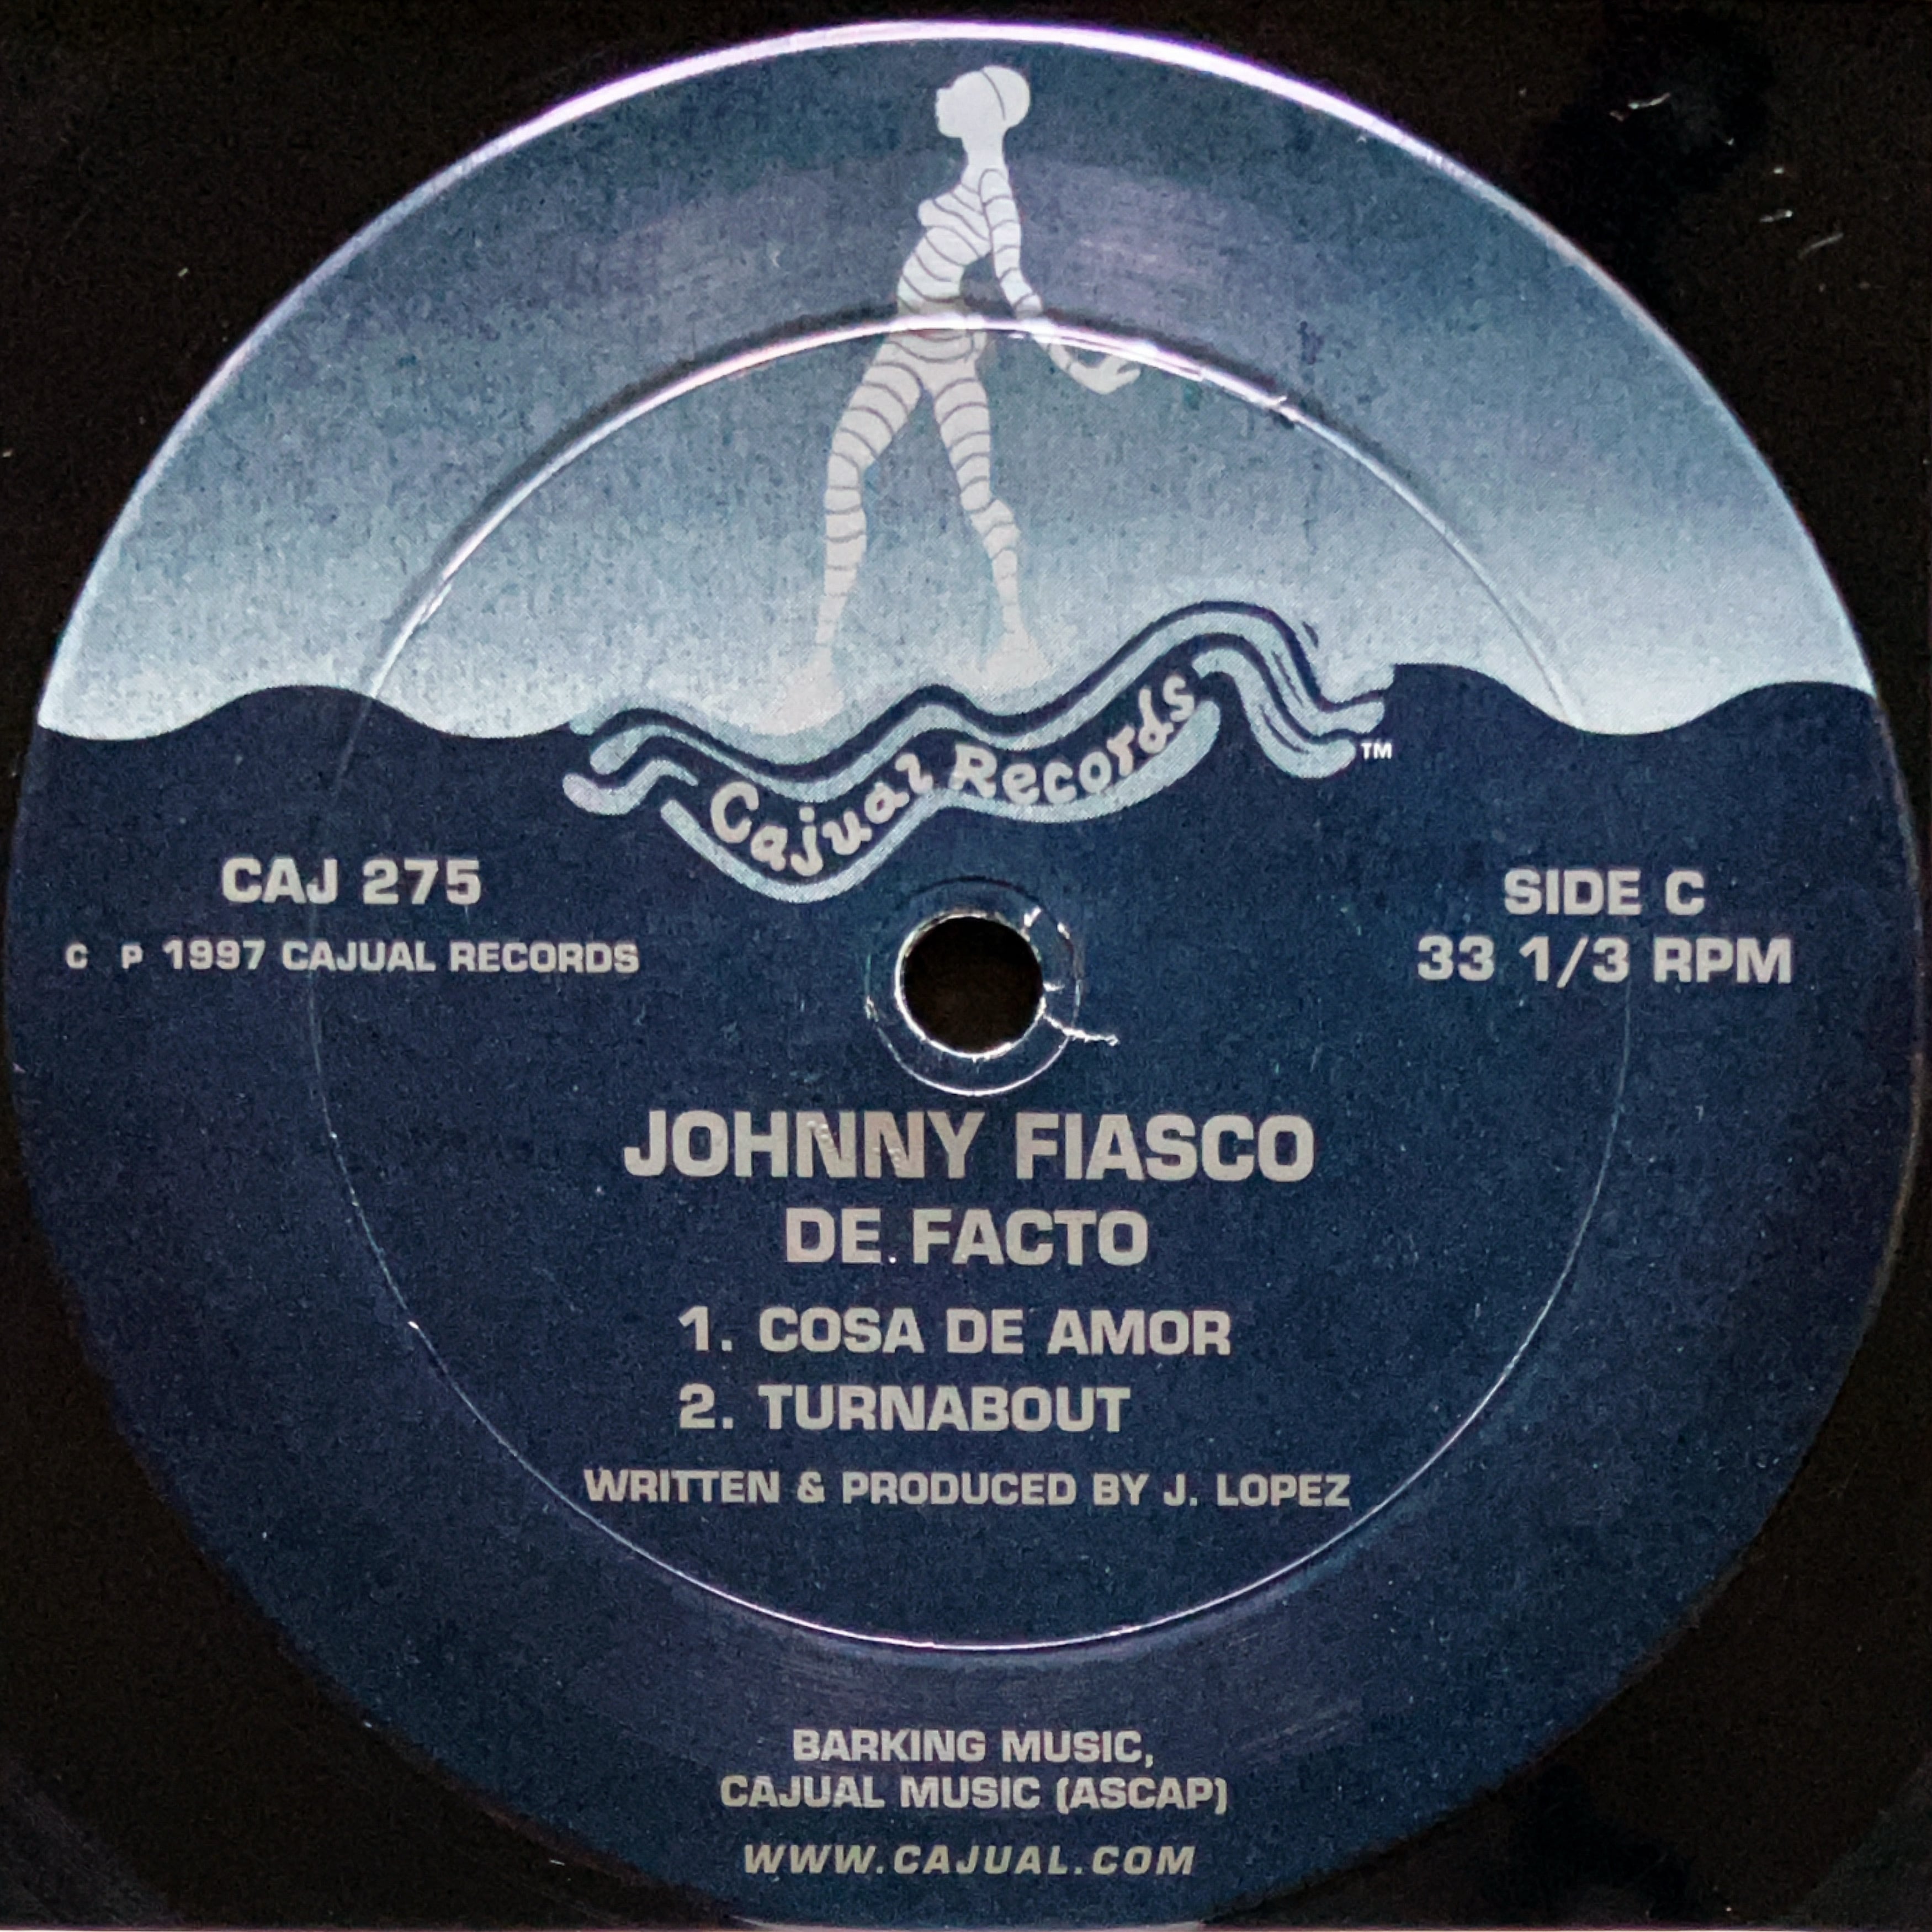 Cajual Records
TM
CAJ 275
C P 1997 CAJUAL RECORDS
SIDE C
33 1/3 RPM
JOHNNY FIASCO
DE FACTO
1. COSA DE AMOR
2. TURNABOUT
WRITTEN & PRODUCED BY J. LOPEZ
BARKING MUSIC,
CAJUAL MUSIC (ASCAP)
WWW.CAJUAL.COM